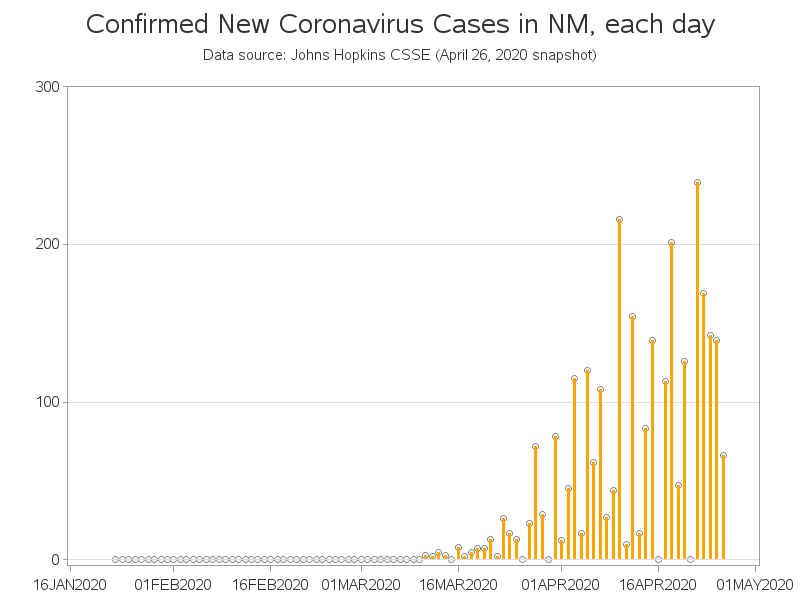 Confirmed New Coronavirus Cases in NM, each day
Data source: Johns Hopkins CSSE (April 26, 2020 snapshot)
300
200
100
0
16JAN2020 01FEB2020 16FEB2020 01MAR2020 16MAR2020 01APR2020 16APR2020 01MAY2020